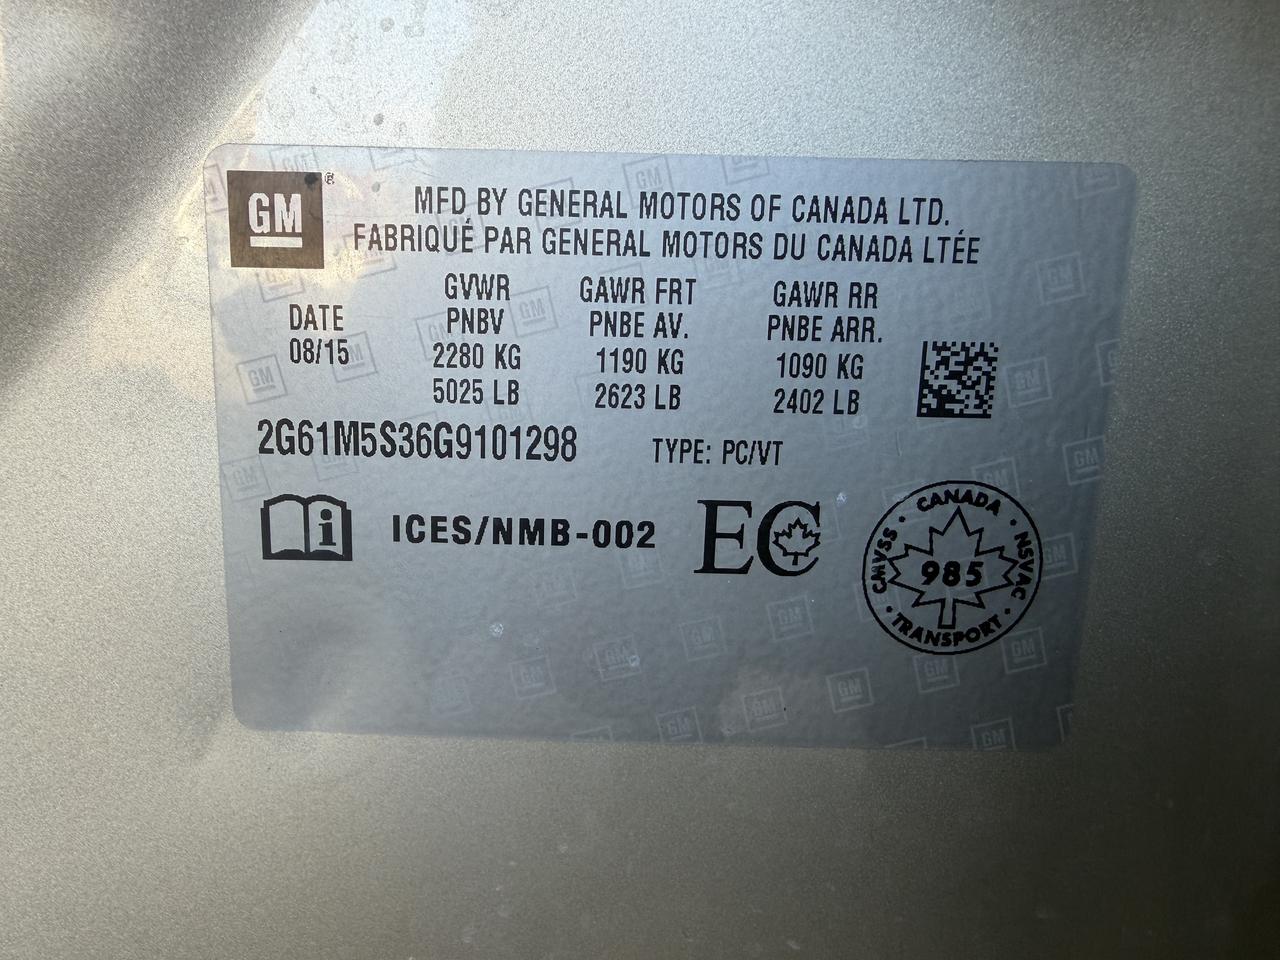 GM®
MFD BY GENERAL MOTORS OF CANADA LTD.
FABRIQUÉ PAR GENERAL MOTORS DU CANADA LTÉE
DATE
08/15
GVWR
PNBV
2280 KG
5025 LB
GAWR FRT
PNBE AV.
1190 KG
2623 LB
GAWR RR
PNBE ARR.
1090 KG
2402 LB
2G61M5S36G9101298
TYPE: PC/VT
i
ICES/NMB-002
EC
CANADA · NSVAC · TRANSPORT · CMVSS ·
985